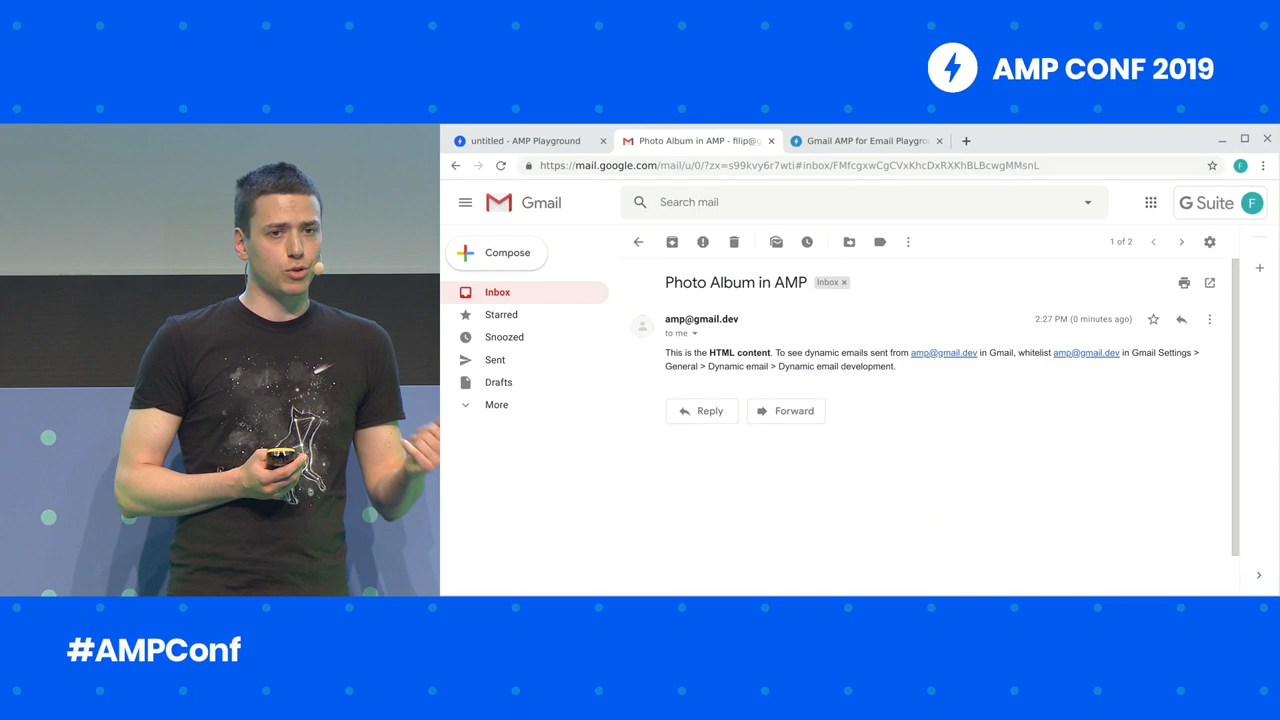 AMP CONF 2019
untitled - AMP Playground
Photo Album in AMP - filip@g
Gmail AMP for Email Playgro
https://mail.google.com/mail/u/0/?zx=s99kvy6r7wti#inbox/FMfcgxwCgCVxKhcDxRXKhBLBcwgMMsnL
F
Gmail
Search mail
G Suite
F
Compose
1 of 2
Inbox
Photo Album in AMP
Inbox ×
Starred
amp@gmail.dev
2:27 PM (0 minutes ago)
to me
Snoozed
This is the HTML content. To see dynamic emails sent from amp@gmail.dev in Gmail, whitelist amp@gmail.dev in Gmail Settings >
General > Dynamic email > Dynamic email development.
Sent
Drafts
More
Reply
Forward
#AMPConf